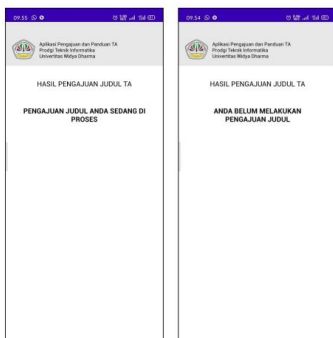 09.55
Aplikasi Pengajuan dan Panduan TA
Prodgi Teknik Informatika
Universitas Widya Dharma
HASIL PENGAJUAN JUDUL TA
PENGAJUAN JUDUL ANDA SEDANG DI
PROSES
09.54
Aplikasi Pengajuan dan Panduan TA
Prodgi Teknik Informatika
Universitas Widya Dharma
HASIL PENGAJUAN JUDUL TA
ANDA BELUM MELAKUKAN
PENGAJUAN JUDUL